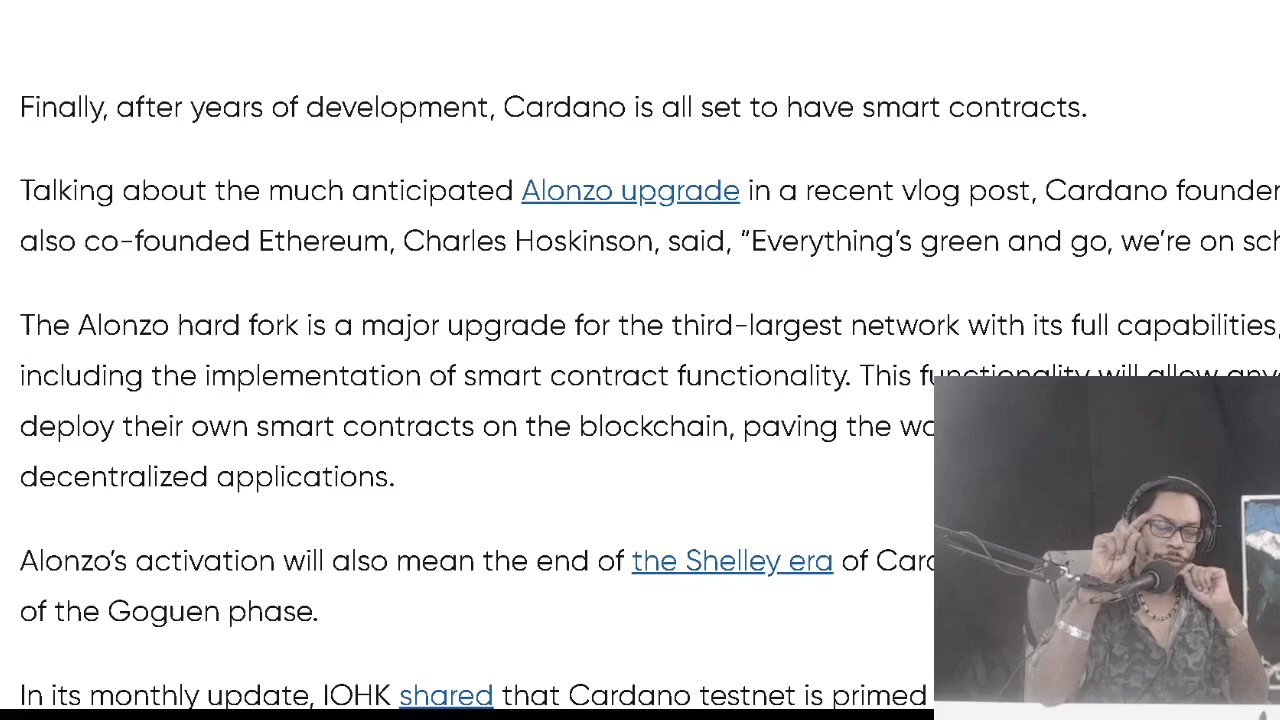 Finally, after years of development, Cardano is all set to have smart contracts.
Talking about the much anticipated Alonzo upgrade in a recent vlog post, Cardano founder
also co-founded Ethereum, Charles Hoskinson, said, “Everything’s green and go, we’re on
The Alonzo hard fork is a major upgrade for the third-largest network with its full capabilities,
including the implementation of smart contract functionality. This functionality will allow
deploy their own smart contracts on the blockchain, paving the
decentralized applications.
Alonzo’s activation will also mean the end of the Shelley era of
of the Goguen phase.
In its monthly update, IOHK shared that Cardano testnet is primed